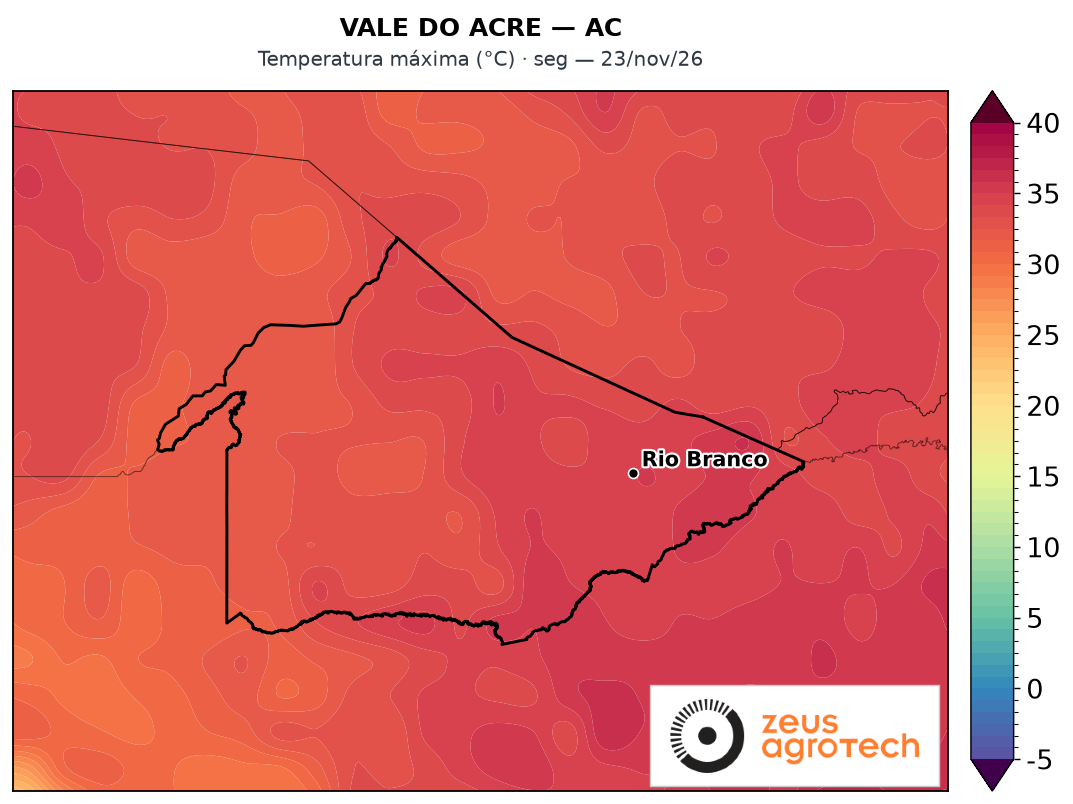 VALE DO ACRE — AC
Temperatura máxima (°C) · seg — 23/nov/26
40
35
30
25
20
15
10
5
0
-5
Rio Branco
zeus
agrotech